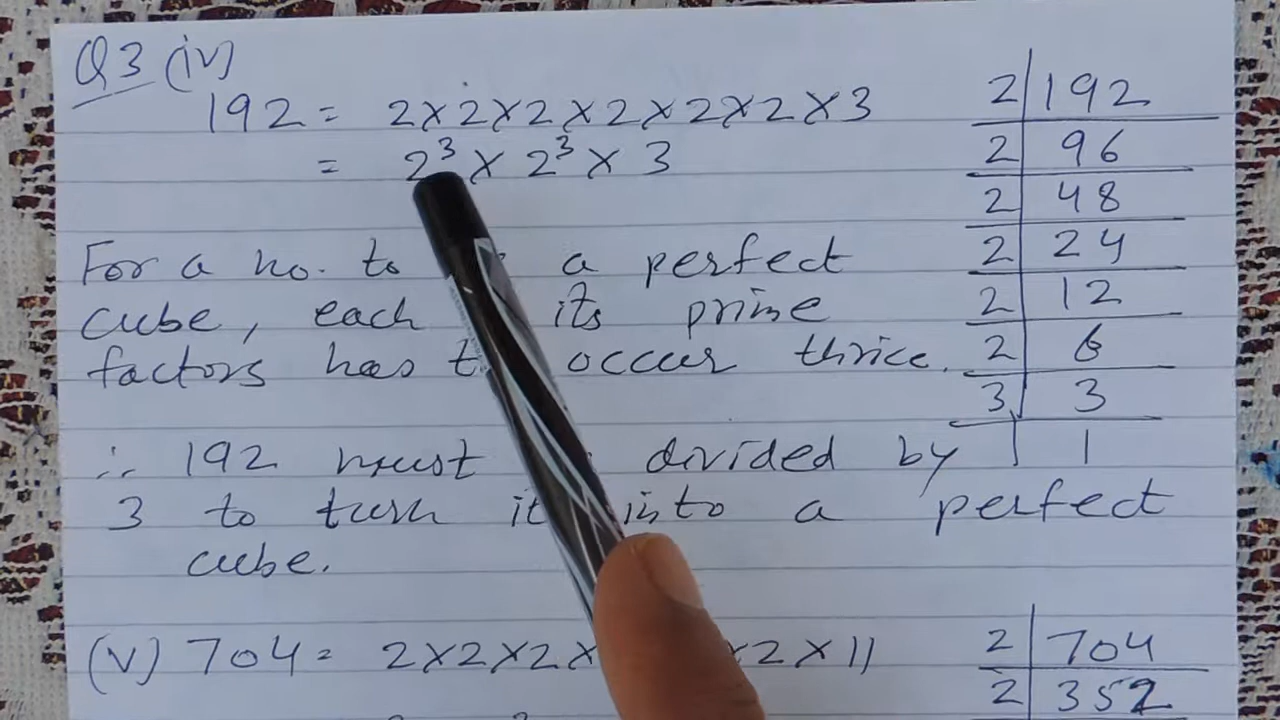 Q3 (iv)
192 = 2×2×2×2×2×2×3
= 2³ × 2³ × 3
For a no. to a perfect
cube, each its prime
factors has t occur thrice.
∴ 192 must divided by
3 to turn it into a perfect
cube.
2 | 192
2 | 96
2 | 48
2 | 24
2 | 12
2 | 6
3 | 3
| 1
(V) 704 = 2×2×2× ×2×11
2 | 704
2 | 352